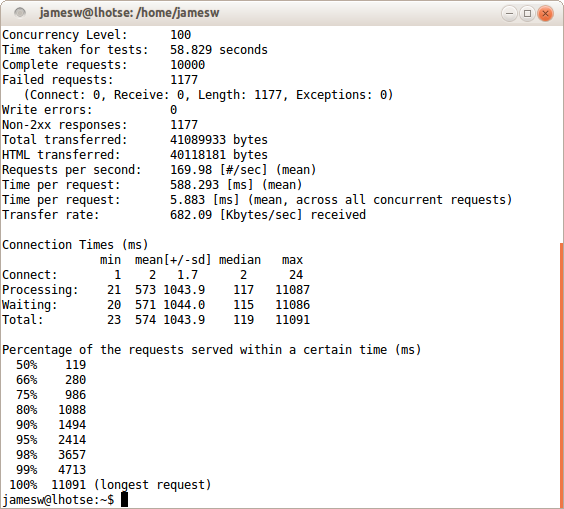 jamesw@lhotse: /home/jamesw
Concurrency Level:      100
Time taken for tests:   58.829 seconds
Complete requests:      10000
Failed requests:        1177
   (Connect: 0, Receive: 0, Length: 1177, Exceptions: 0)
Write errors:           0
Non-2xx responses:      1177
Total transferred:      41089933 bytes
HTML transferred:       40118181 bytes
Requests per second:    169.98 [#/sec] (mean)
Time per request:       588.293 [ms] (mean)
Time per request:       5.883 [ms] (mean, across all concurrent requests)
Transfer rate:          682.09 [Kbytes/sec] received

Connection Times (ms)
              min  mean[+/-sd] median   max
Connect:        1    2   1.7      2      24
Processing:    21  573 1043.9    117   11087
Waiting:       20  571 1044.0    115   11086
Total:         23  574 1043.9    119   11091

Percentage of the requests served within a certain time (ms)
  50%    119
  66%    280
  75%    986
  80%   1088
  90%   1494
  95%   2414
  98%   3657
  99%   4713
 100%  11091 (longest request)
jamesw@lhotse:~$